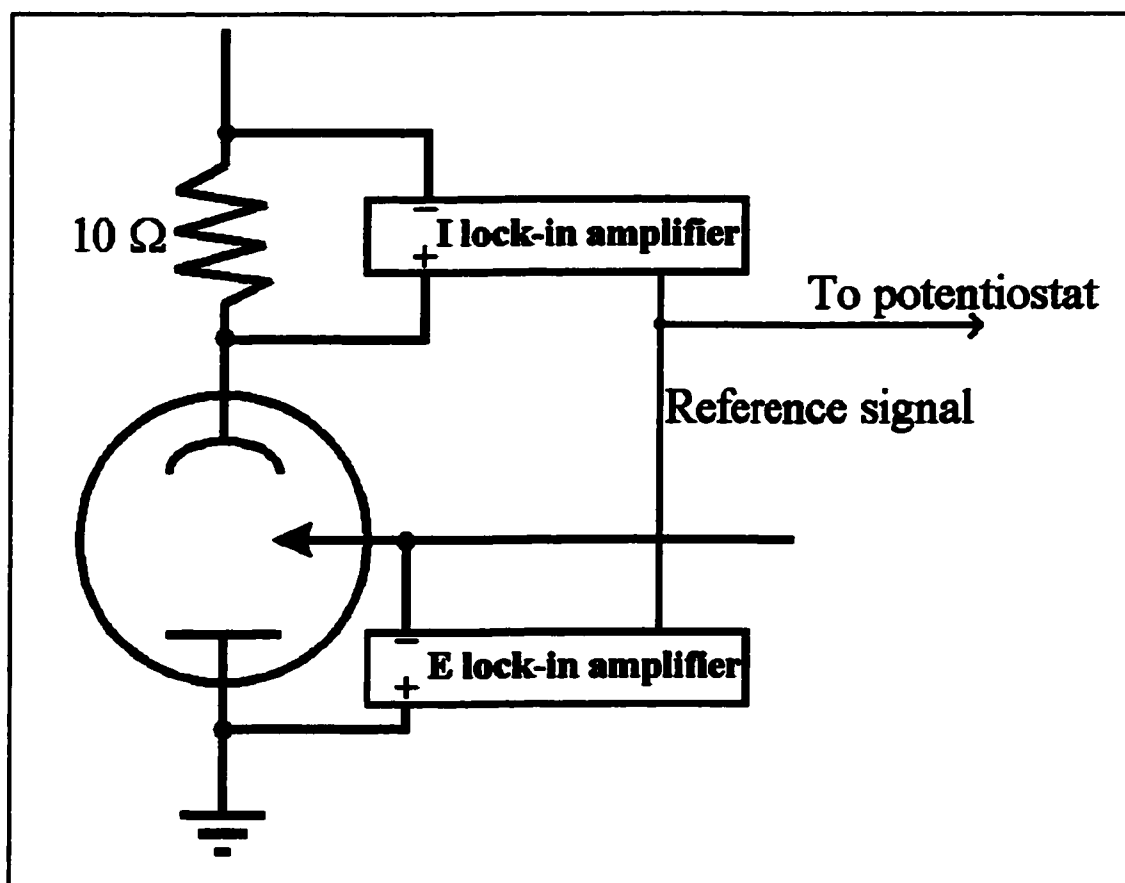 −
10 Ω
I lock-in amplifier
+
To potentiostat
Reference signal
−
E lock-in amplifier
+